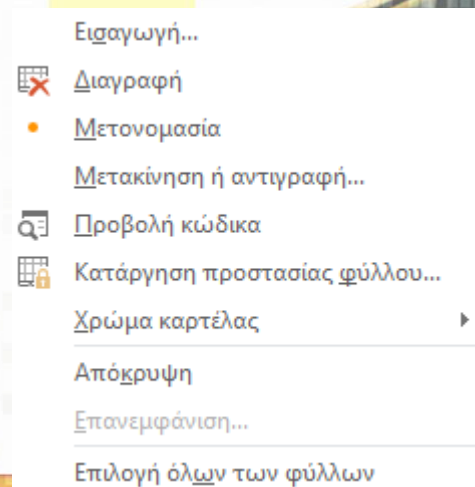 Εισαγωγή...
Διαγραφή
Μετονομασία
Μετακίνηση ή αντιγραφή...
Προβολή κώδικα
Κατάργηση προστασίας φύλλου...
Χρώμα καρτέλας
Απόκρυψη
Επανεμφάνιση...
Επιλογή όλων των φύλλων